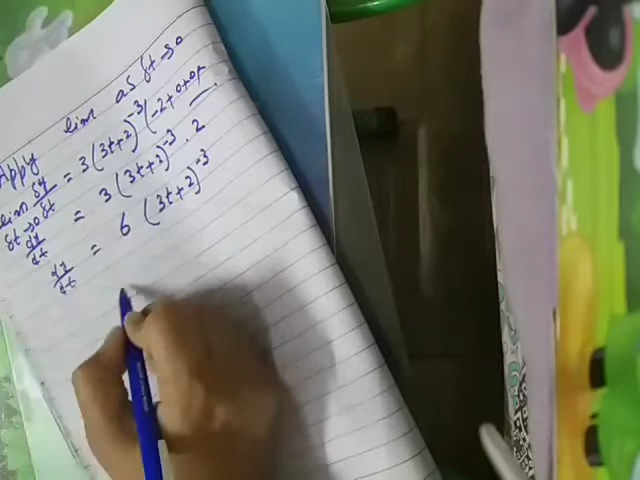 Apply lim as δt→0
lim δt→0 δy/δt = 3(3t+2)^-3 (-2+0+0+
dy/dt = 3(3t+2)^-3 . 2
dy/dt = 6 (3t+2)^-3